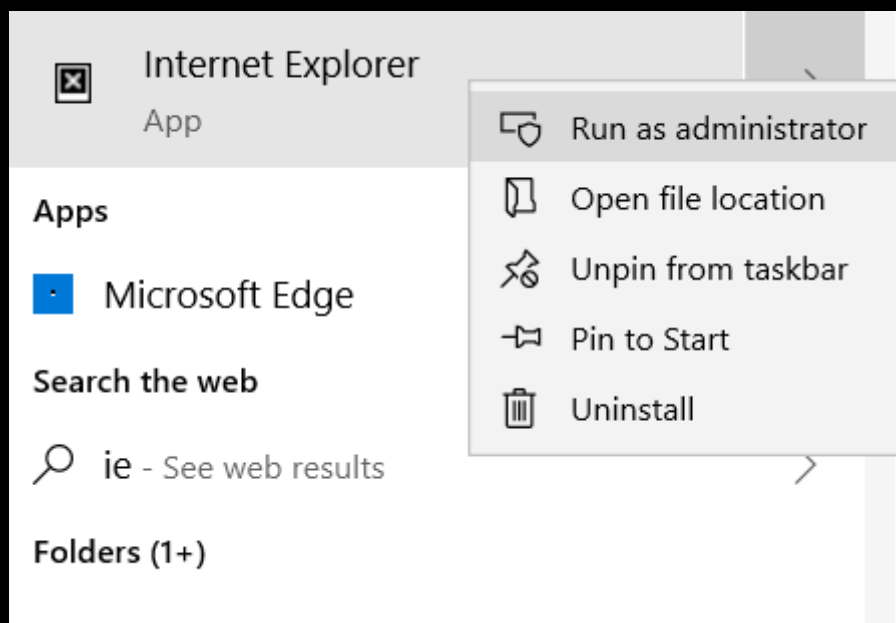 Internet Explorer
App
Run as administrator
Open file location
Unpin from taskbar
Pin to Start
Uninstall
Apps
Microsoft Edge
Search the web
ie - See web results
Folders (1+)